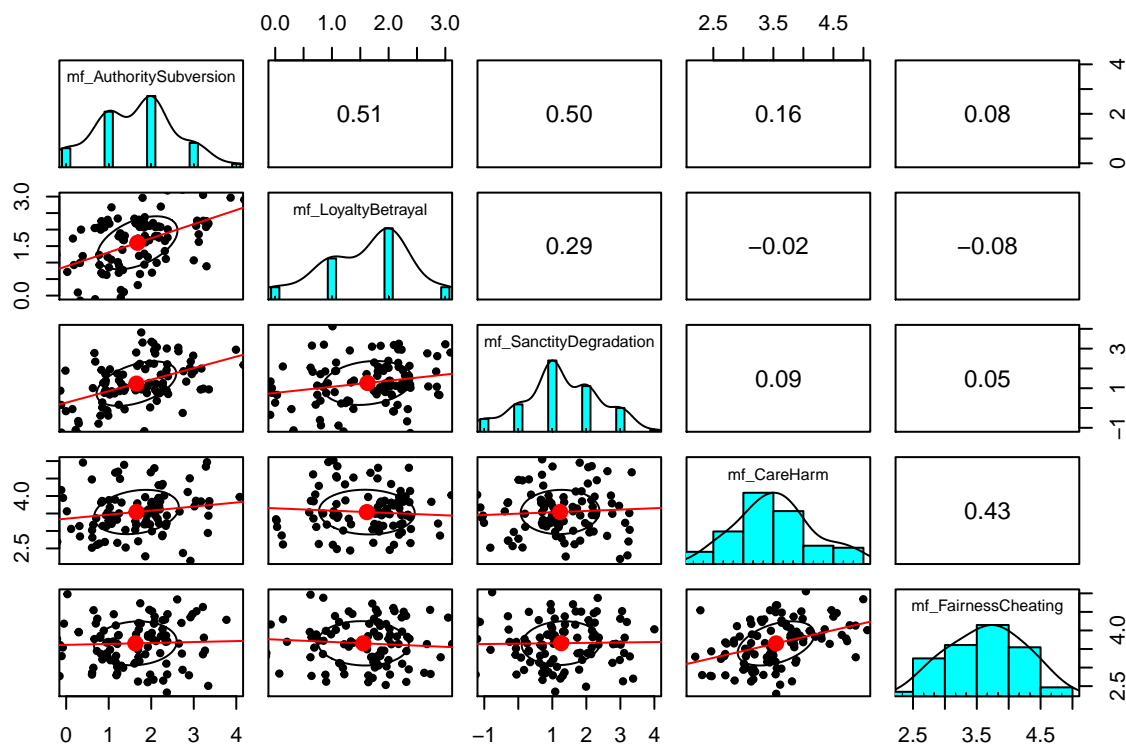 0.0 1.0 2.0 3.0 2.5 3.5 4.5
mf_AuthoritySubversion
0.51
0.50
0.16
0.08
0 2 4
0.0 1.5 3.0
mf_LoyaltyBetrayal
0.29
−0.02
−0.08
mf_SanctityDegradation
0.09
0.05
−1 1 3
2.5 4.0
mf_CareHarm
0.43
mf_FairnessCheating
2.5 4.0
0 1 2 3 4 −1 1 2 3 4 2.5 3.5 4.5